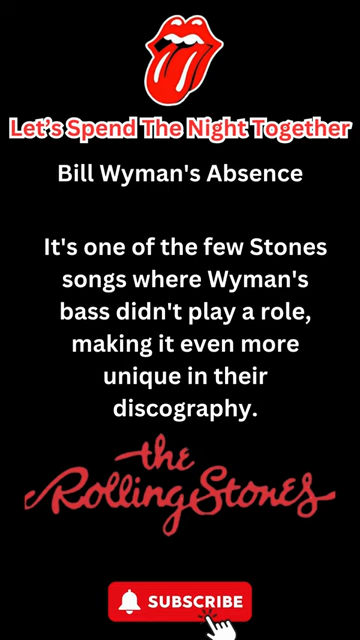 Let's Spend The Night Together
Bill Wyman's Absence
It's one of the few Stones
songs where Wyman's
bass didn't play a role,
making it even more
unique in their
discography.
the
Rolling Stones
SUBSCRIBE